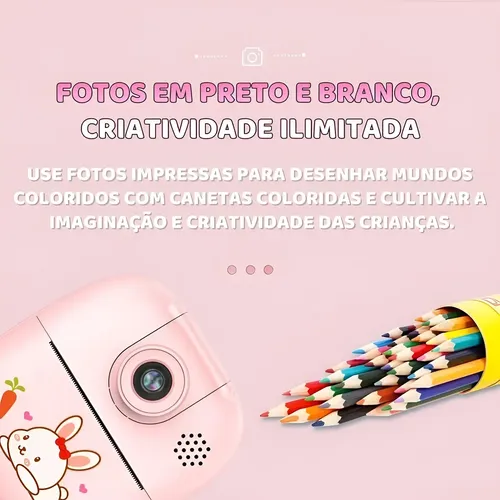 FOTOS EM PRETO E BRANCO,
CRIATIVIDADE ILIMITADA
USE FOTOS IMPRESSAS PARA DESENHAR MUNDOS
COLORIDOS COM CANETAS COLORIDAS E CULTIVAR A
IMAGINAÇÃO E CRIATIVIDADE DAS CRIANÇAS.